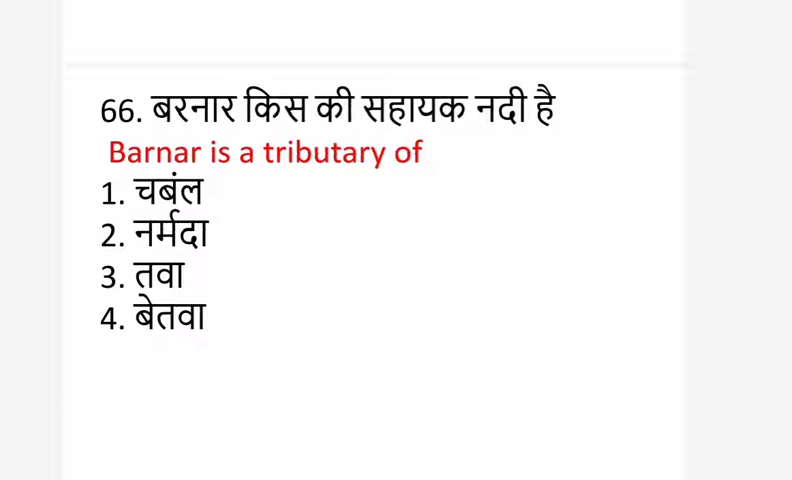 66. बरनार किस की सहायक नदी है
Barnar is a tributary of
1. चबंल
2. नर्मदा
3. तवा
4. बेतवा